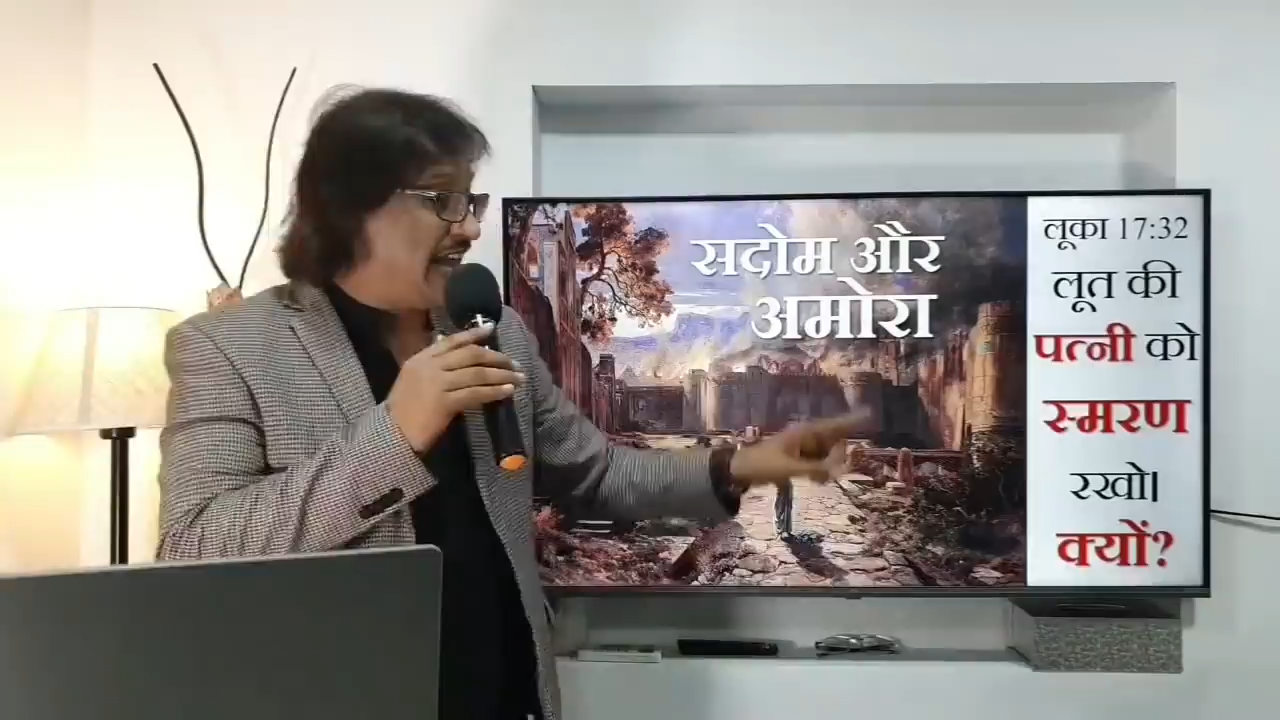 सदोम और
अमोरा
लूका 17:32
लूत की
पत्नी को
स्मरण
रखो।
क्यों?